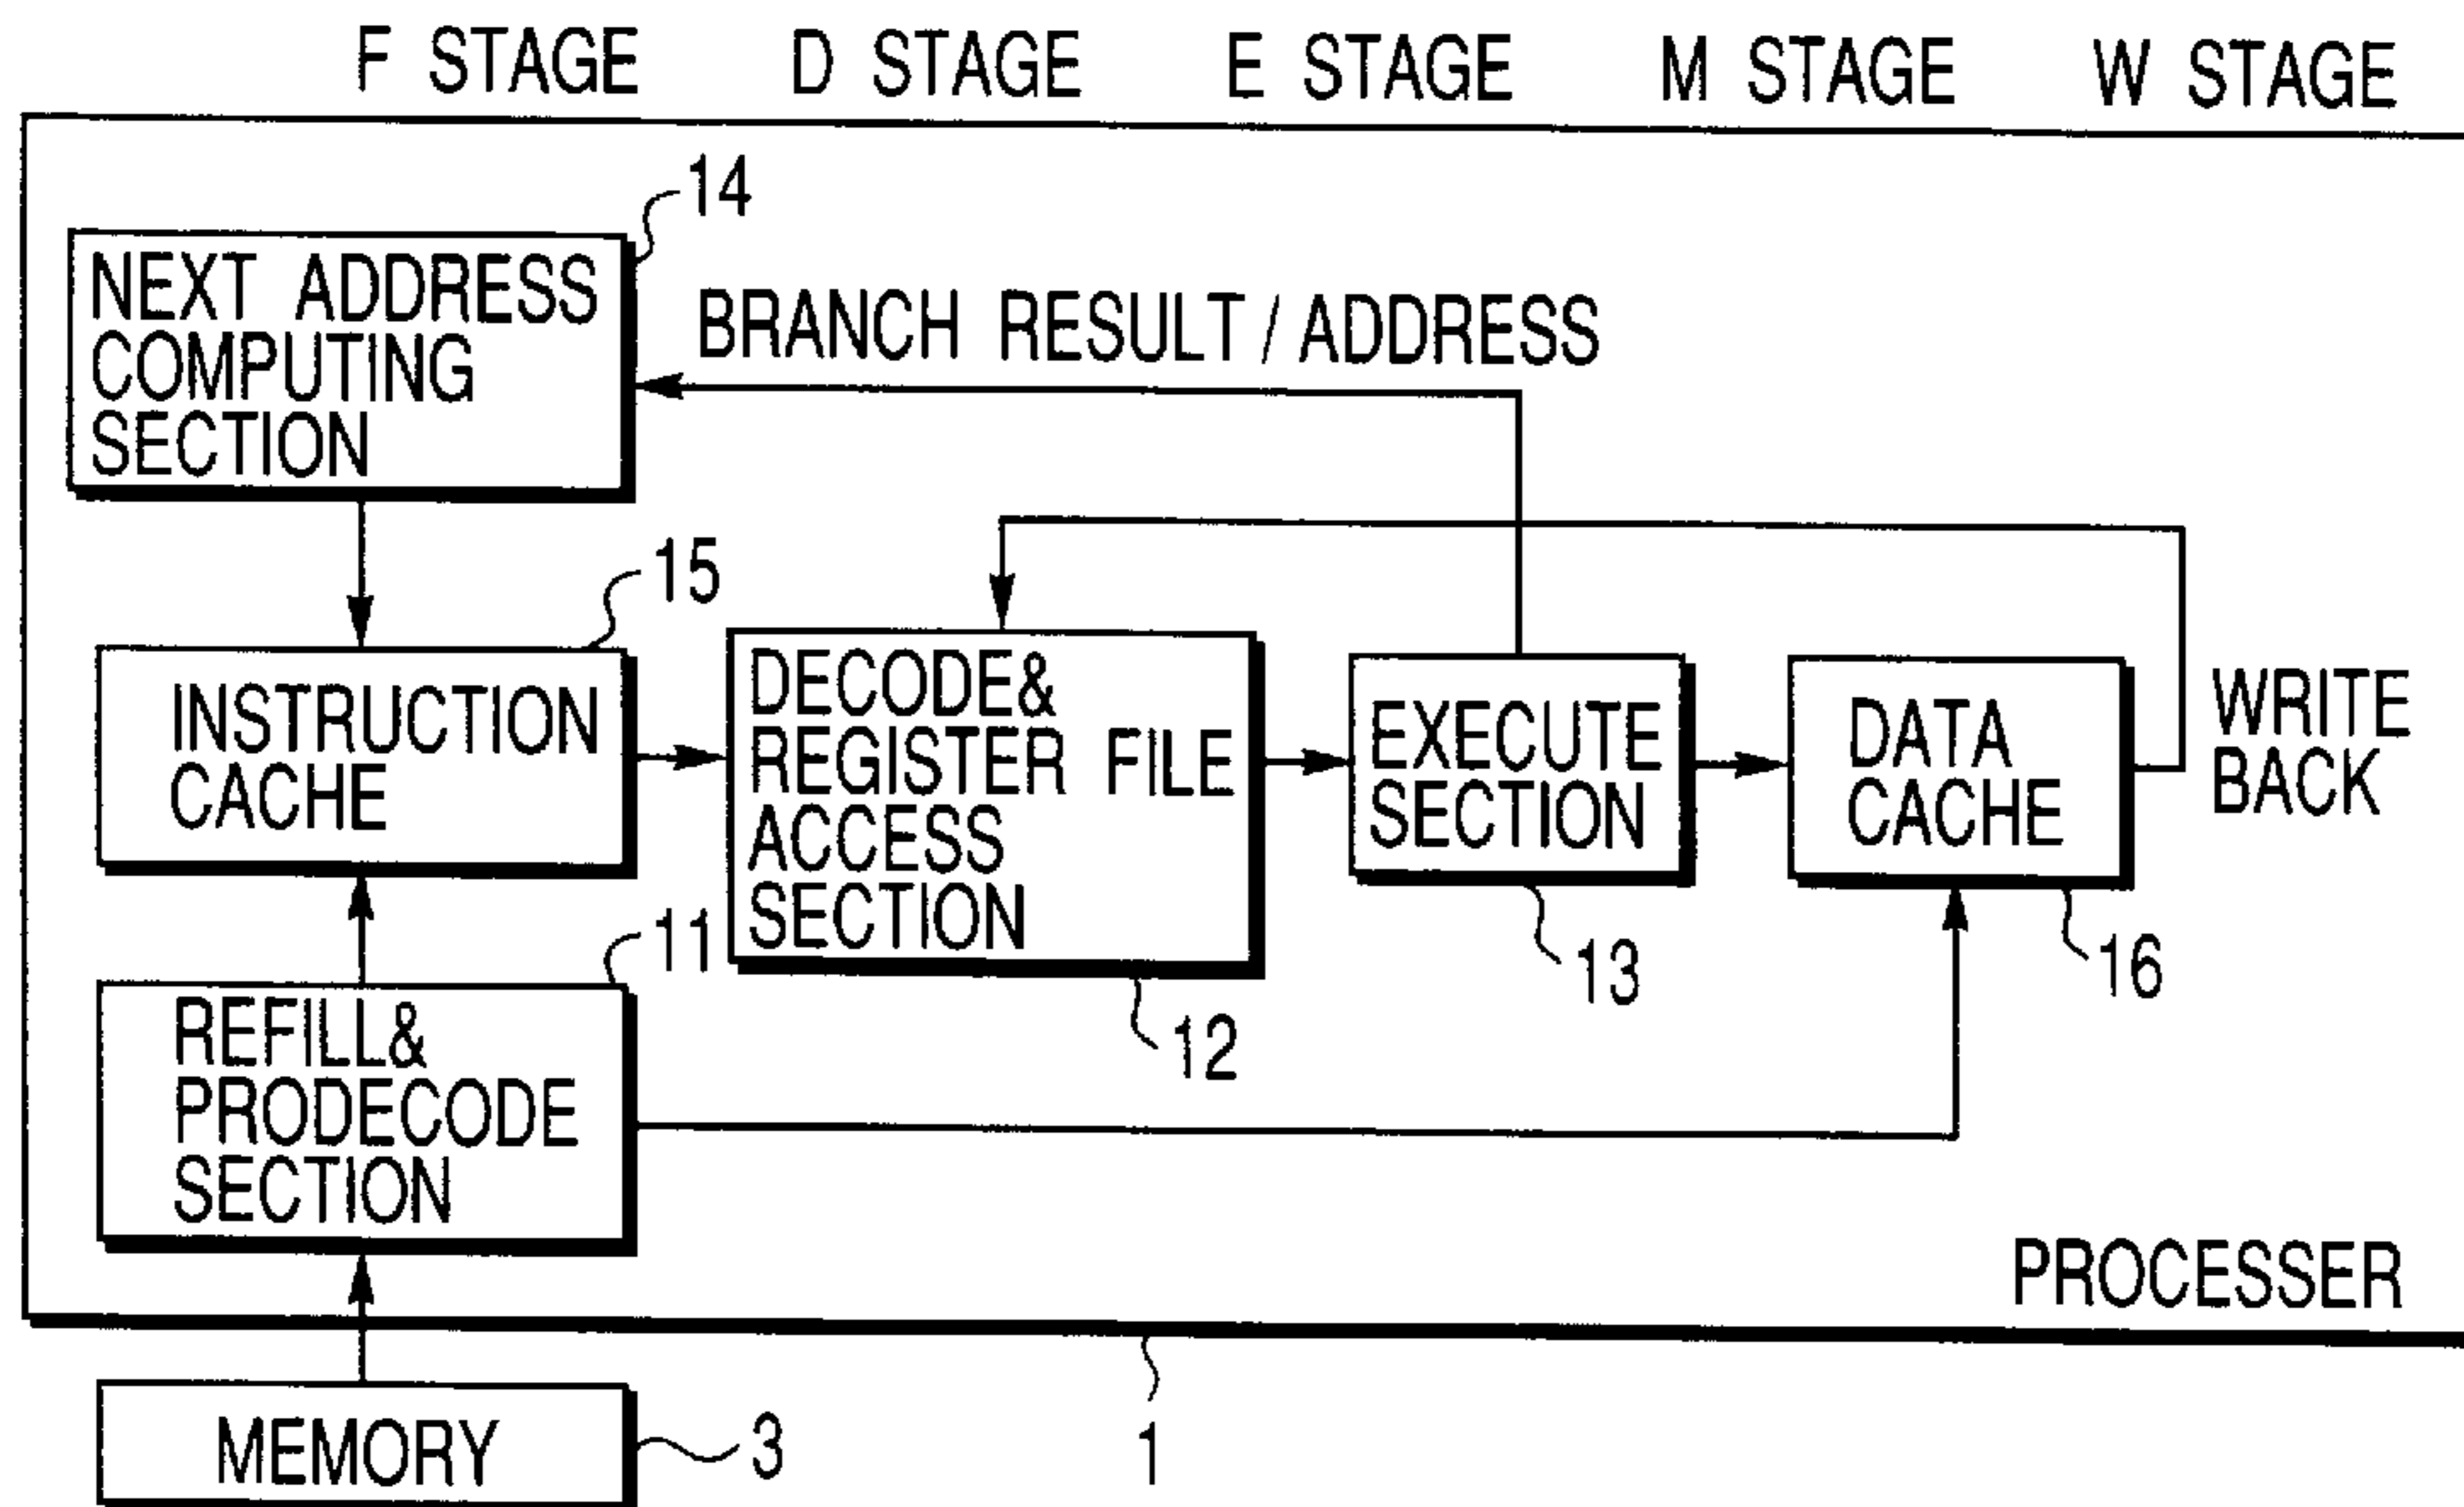 F STAGE D STAGE E STAGE M STAGE W STAGE
14
NEXT ADDRESS
COMPUTING
SECTION
BRANCH RESULT/ADDRESS
15
INSTRUCTION
CACHE
DECODE&
REGISTER FILE
ACCESS
SECTION
12
EXECUTE
SECTION
13
DATA
CACHE
16
WRITE
BACK
11
REFILL&
PRODECODE
SECTION
PROCESSER
1
MEMORY
3